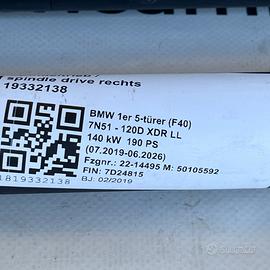 spindle drive rechts
19332138
BMW 1er 5-türer (F40)
7N51 - 120D XDR LL
140 kW 190 PS
(07.2019-06.2026)
Fzgnr.: 22-14495 M: 50105592
FIN: 7D24815
BJ: 02/2019
1819332138
subito